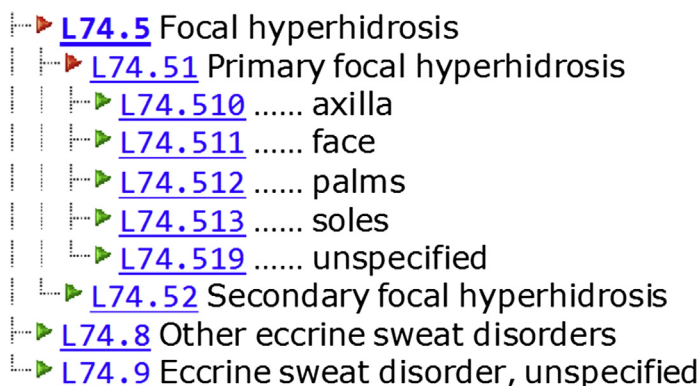 L74.5 Focal hyperhidrosis
L74.51 Primary focal hyperhidrosis
L74.510 ...... axilla
L74.511 ...... face
L74.512 ...... palms
L74.513 ...... soles
L74.519 ...... unspecified
L74.52 Secondary focal hyperhidrosis
L74.8 Other eccrine sweat disorders
L74.9 Eccrine sweat disorder, unspecified